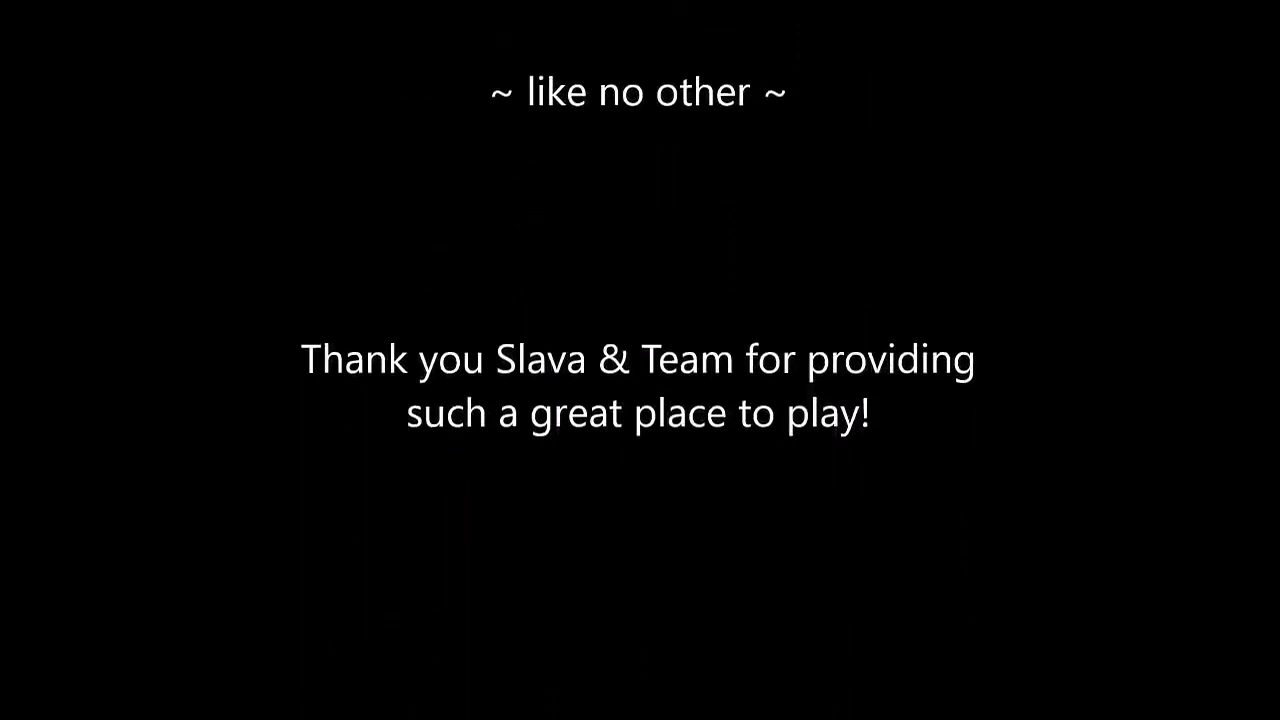 ~ like no other ~
Thank you Slava & Team for providing
such a great place to play!